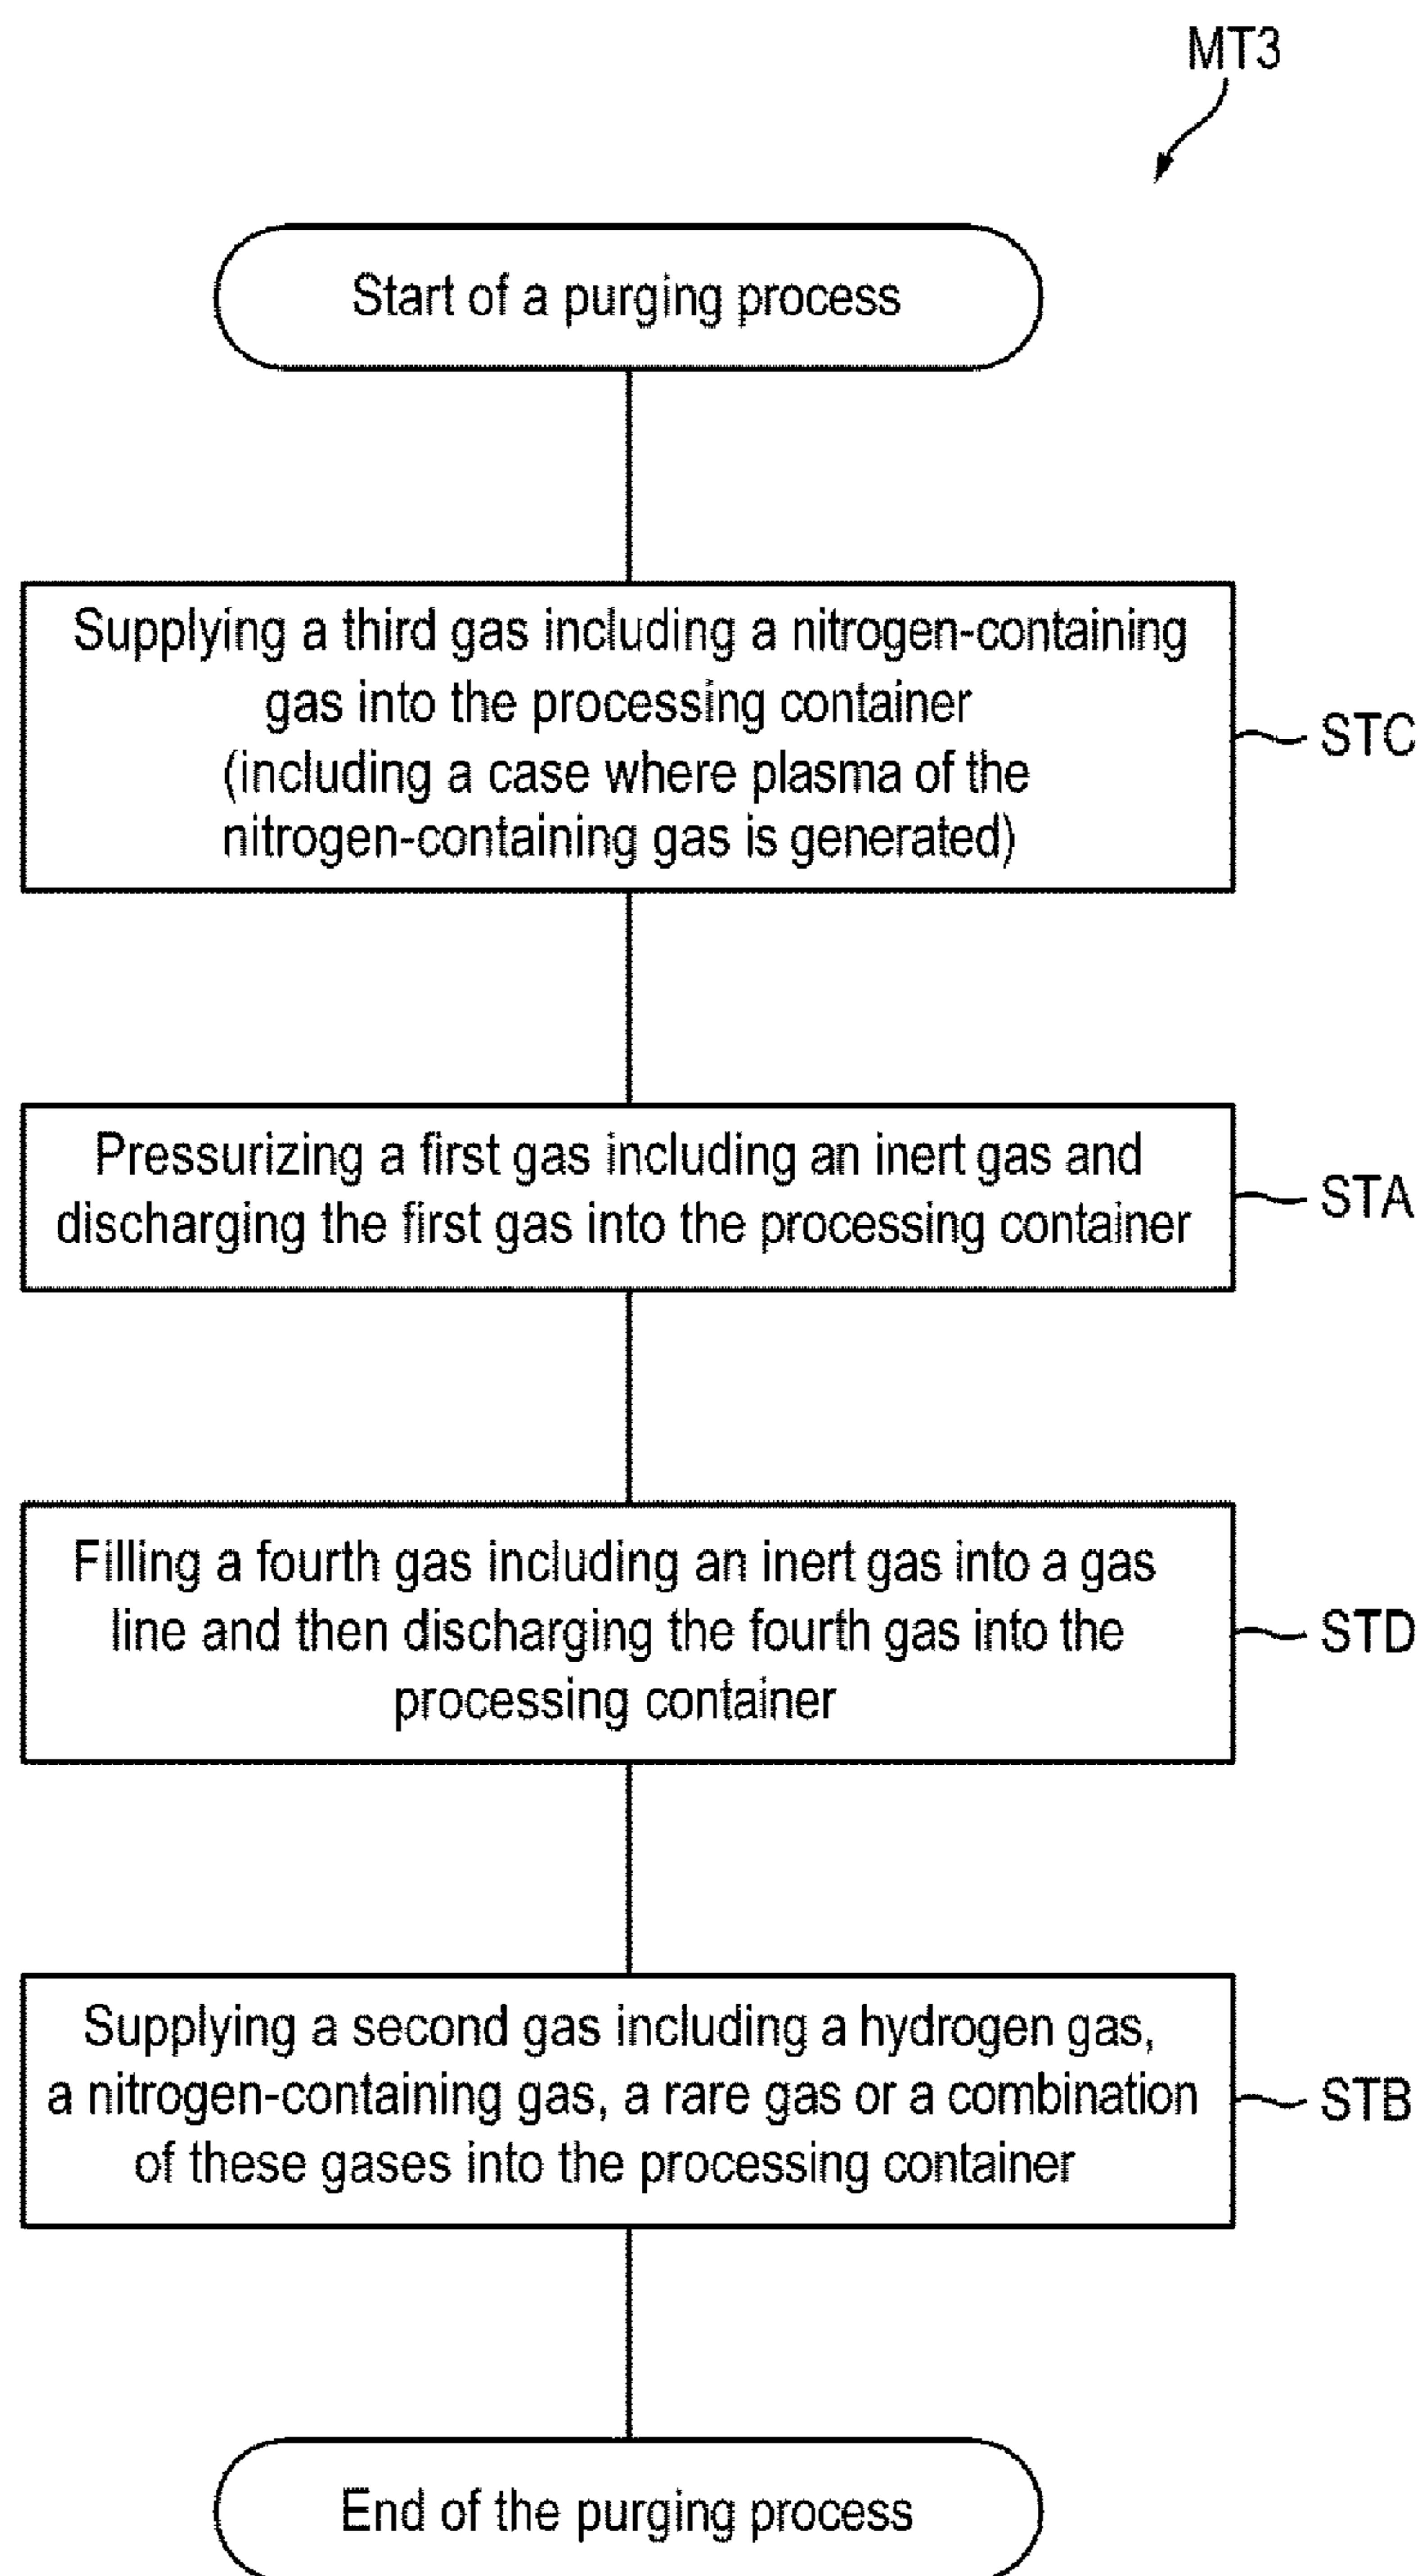 MT3
Start of a purging process
Supplying a third gas including a nitrogen-containing
gas into the processing container
(including a case where plasma of the
nitrogen-containing gas is generated)
STC
Pressurizing a first gas including an inert gas and
discharging the first gas into the processing container
STA
Filling a fourth gas including an inert gas into a gas
line and then discharging the fourth gas into the
processing container
STD
Supplying a second gas including a hydrogen gas,
a nitrogen-containing gas, a rare gas or a combination
of these gases into the processing container
STB
End of the purging process